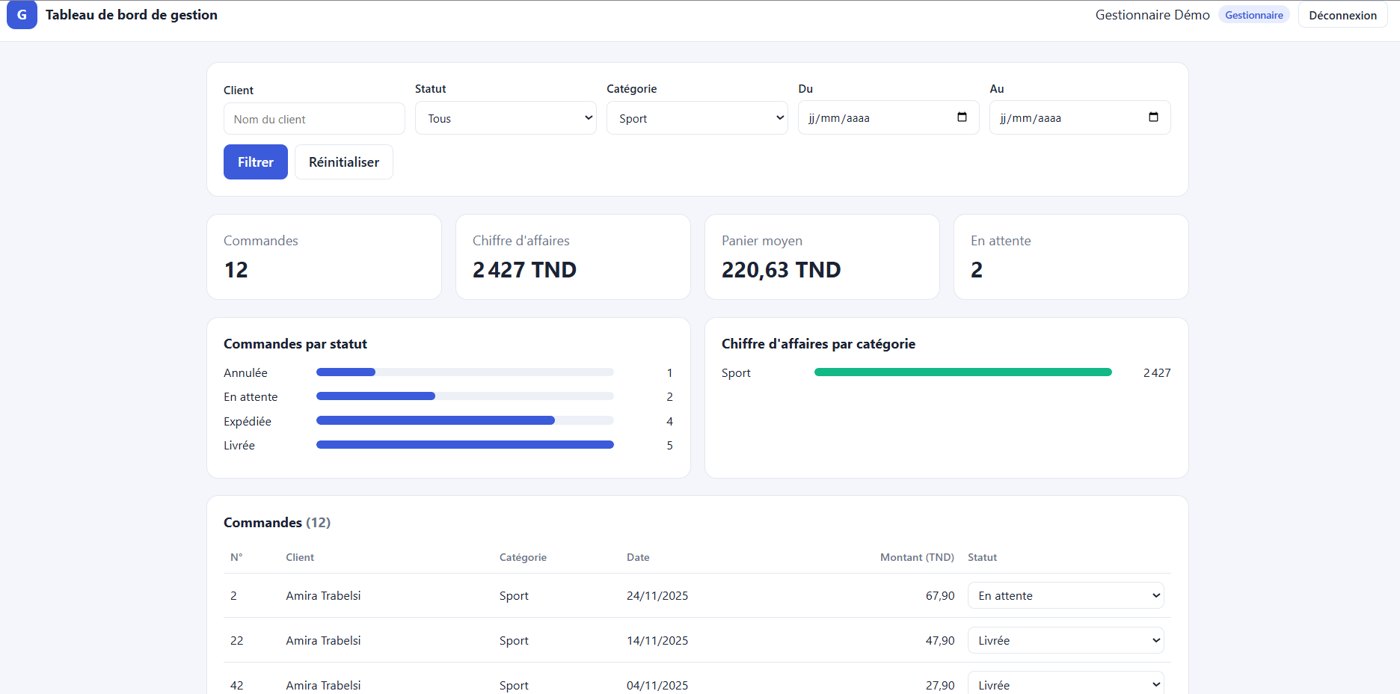 G Tableau de bord de gestion Gestionnaire Démo Gestionnaire Déconnexion
Client Statut Catégorie Du Au
Nom du client Tous Sport jj/mm/aaaa jj/mm/aaaa
Filtrer Réinitialiser
Commandes Chiffre d'affaires Panier moyen En attente
12 2 427 TND 220,63 TND 2
Commandes par statut Chiffre d'affaires par catégorie
Annulée 1 Sport 2 427
En attente 2
Expédiée 4
Livrée 5
Commandes (12)
N° Client Catégorie Date Montant (TND) Statut
2 Amira Trabelsi Sport 24/11/2025 67,90 En attente
22 Amira Trabelsi Sport 14/11/2025 47,90 Livrée
42 Amira Trabelsi Sport 04/11/2025 27,90 Livrée